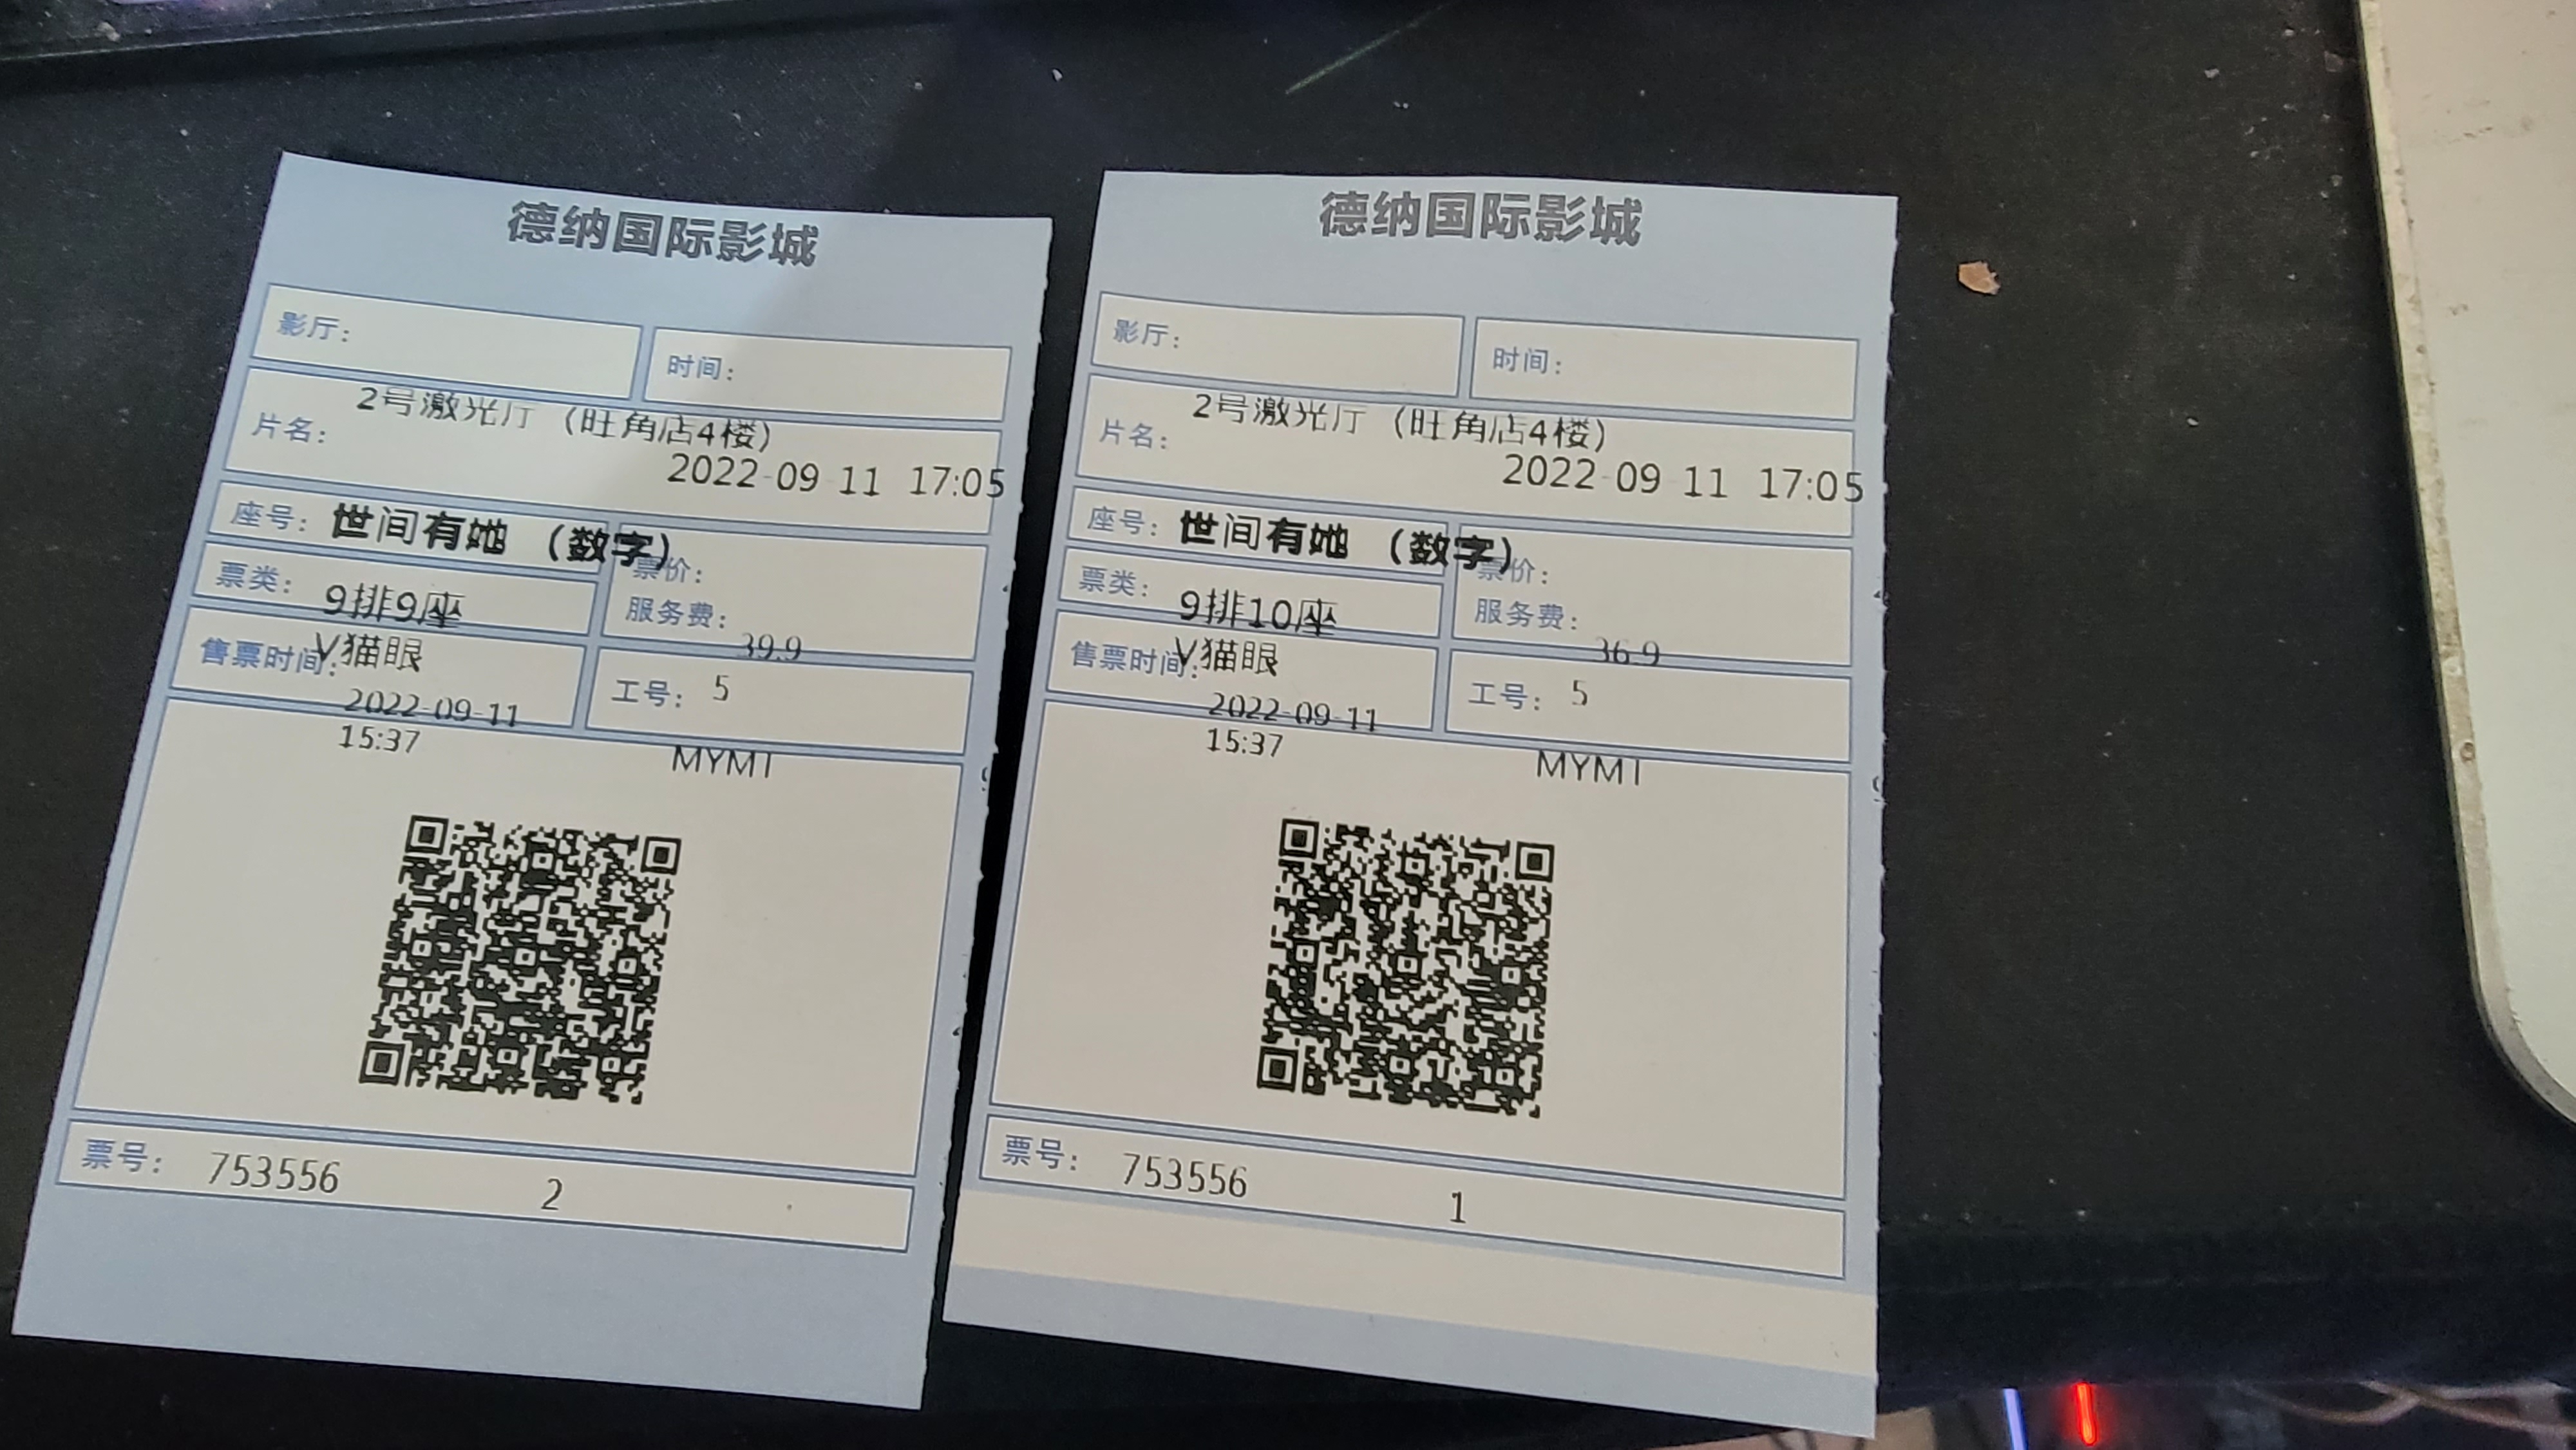 德纳国际影城
影厅：
时间：
2号激光厅（旺角店4楼）
片名：
2022-09-11 17:05
座号：
世间有她（数字）
票类：
9排9座
票价：
服务费：
V猫眼
39.9
售票时间：
2022-09-11
15:37
工号：
5
MYMT
票号：
753556
2
德纳国际影城
影厅：
时间：
2号激光厅（旺角店4楼）
片名：
2022-09-11 17:05
座号：
世间有她（数字）
票类：
9排10座
票价：
服务费：
V猫眼
36.9
售票时间：
2022-09-11
15:37
工号：
5
MYMT
票号：
753556
1